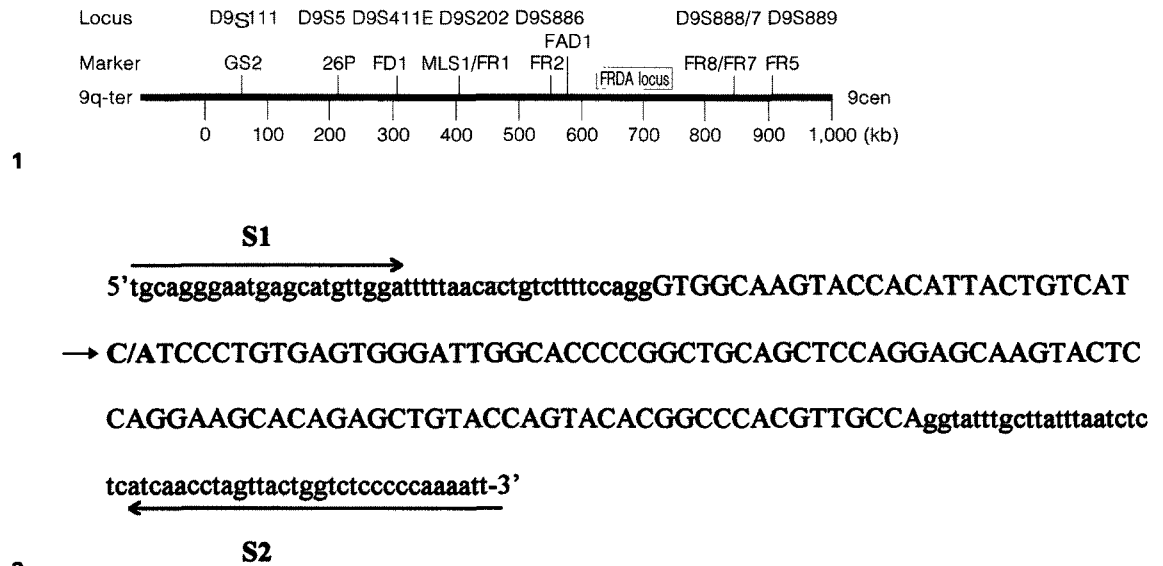 Locus D9S111 D9S5 D9S411E D9S202 D9S886 D9S888/7 D9S889
FAD1
Marker GS2 26P FD1 MLS1/FR1 FR2 FRDA locus FR8/FR7 FR5
9q-ter 9cen
0 100 200 300 400 500 600 700 800 900 1,000 (kb)
1
S1
5’tgcagggaatgagcatgttggatttttaacactgtcttttccaggGTGGCAAGTACCACATTACTGTCAT
C/ATCCCTGTGAGTGGGATTGGCACCCCGGCTGCAGCTCCAGGAGCAAGTACTC
CAGGAAGCACAGAGCTGTACCAGTACACGGCCCACGTTGCCAggtatttgcttatttaatctc
tcatcaacctagttactggtctcccccaaaatt-3’
S2